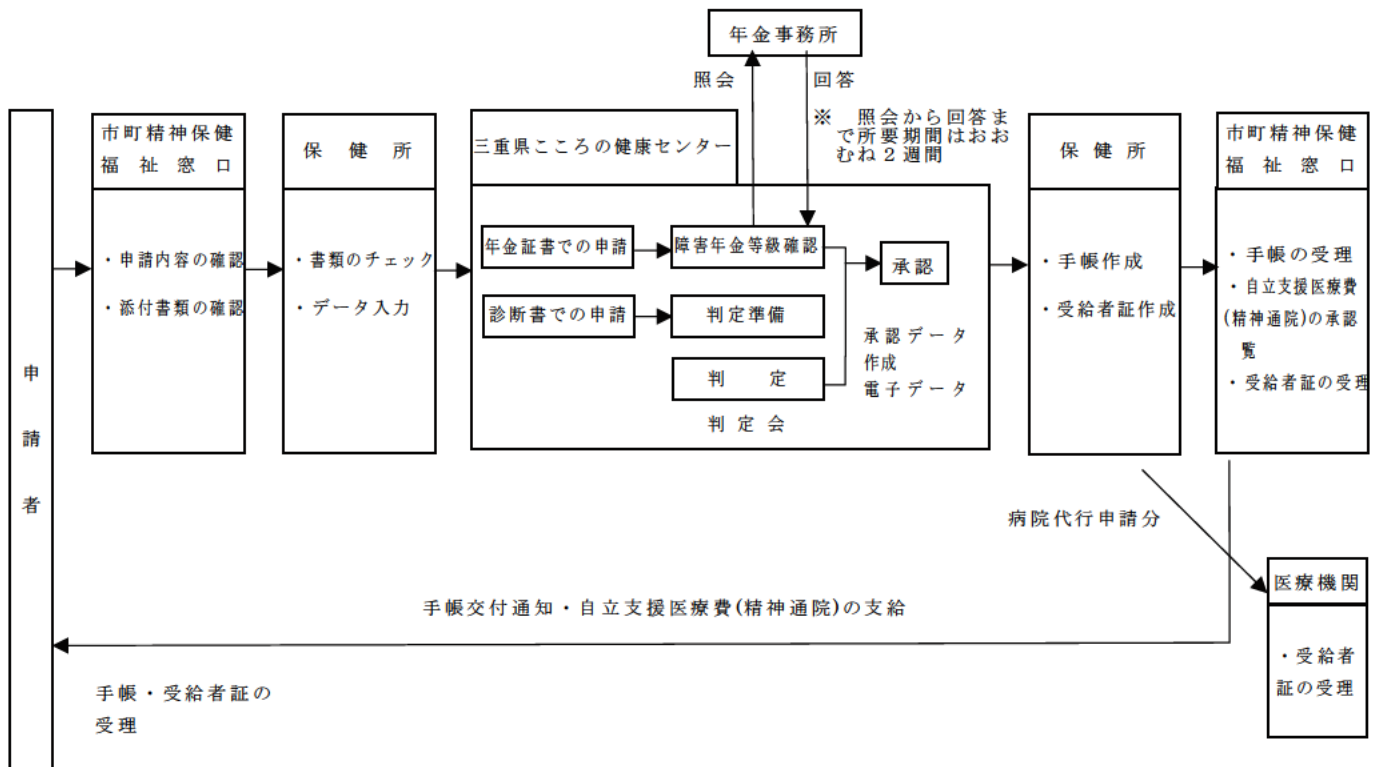 年金事務所
照会
回答
※　照会から回答ま
で所要期間はおお
むね２週間
申請者
市町精神保健
福祉窓口
・申請内容の確認
・添付書類の確認
保健所
・書類のチェック
・データ入力
三重県こころの健康センター
年金証書での申請
障害年金等級確認
診断書での申請
判定準備
判定
判定会
承認
承認データ
作成
電子データ
保健所
・手帳作成
・受給者証作成
市町精神保健
福祉窓口
・手帳の受理
・自立支援医療費
(精神通院)の承認
覧
・受給者証の受理
病院代行申請分
医療機関
・受給者
証の受理
手帳交付通知・自立支援医療費(精神通院)の支給
手帳・受給者証の
受理